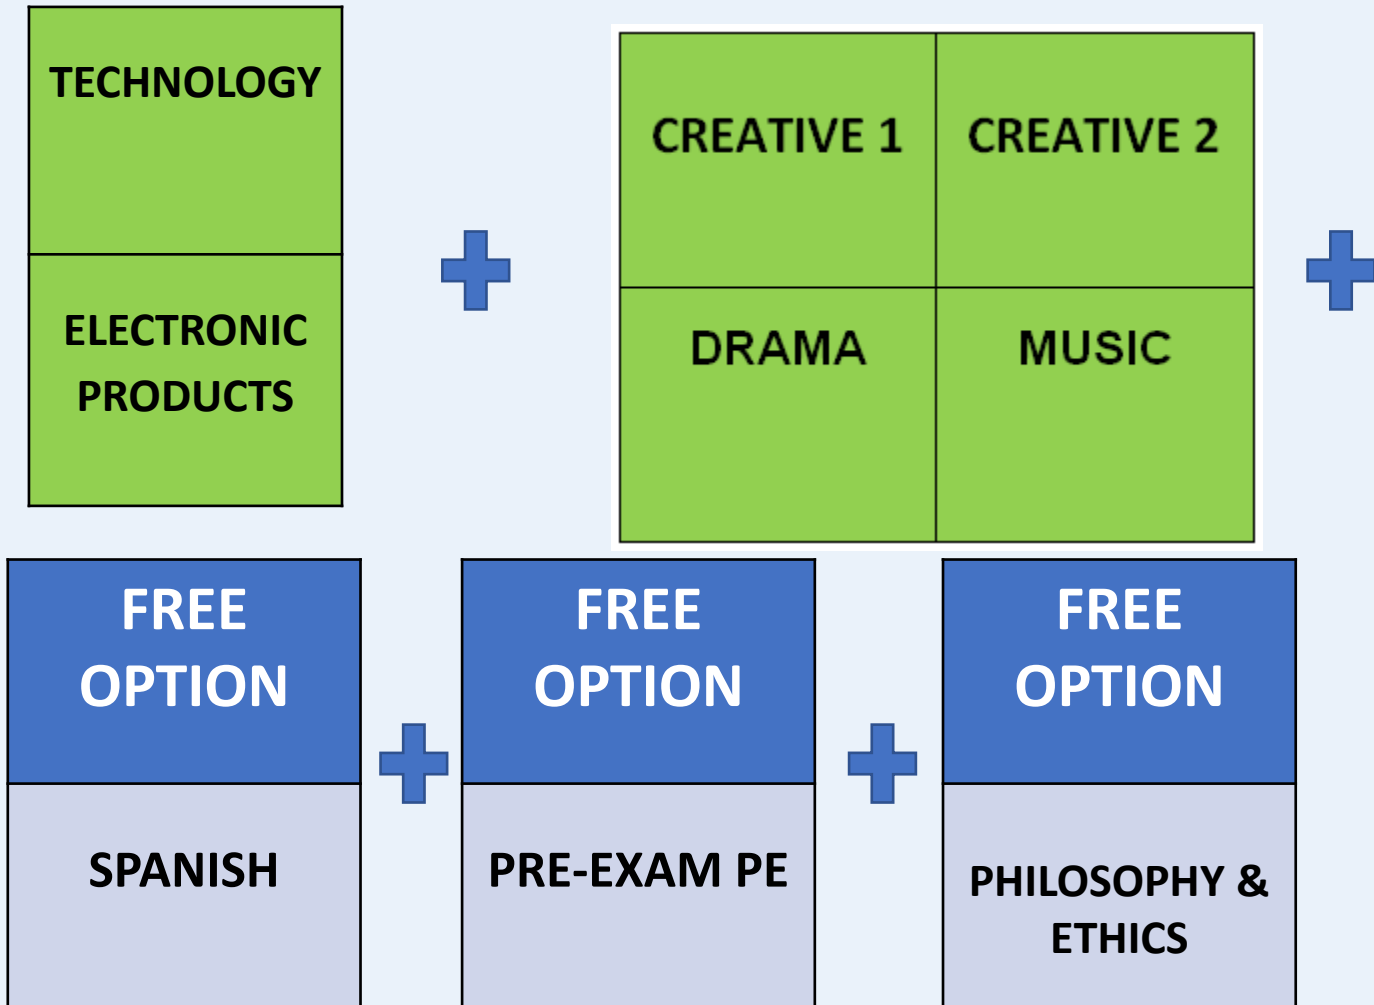 TECHNOLOGY
ELECTRONIC
PRODUCTS
CREATIVE 1
CREATIVE 2
DRAMA
MUSIC
FREE
OPTION
SPANISH
FREE
OPTION
PRE-EXAM PE
FREE
OPTION
PHILOSOPHY &
ETHICS